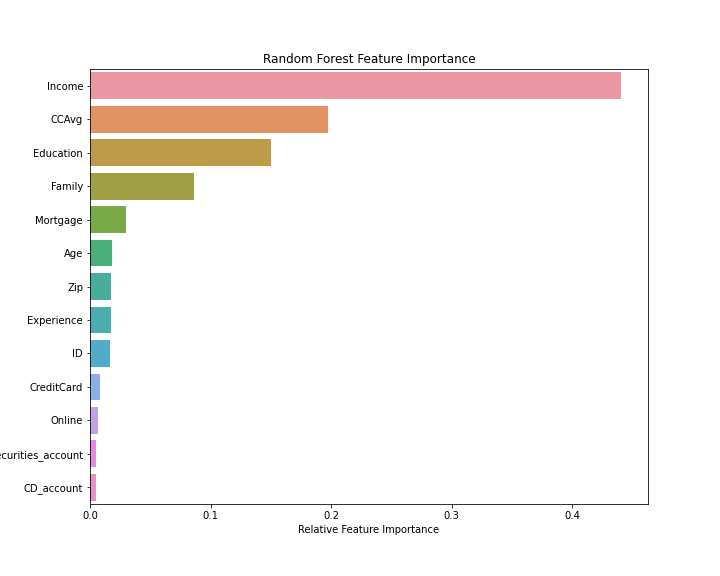 Random Forest Feature Importance
Income
CCAvg
Education
Family
Mortgage
Age
Zip
Experience
ID
CreditCard
Online
ecurities_account
CD_account
0.0 0.1 0.2 0.3 0.4
Relative Feature Importance